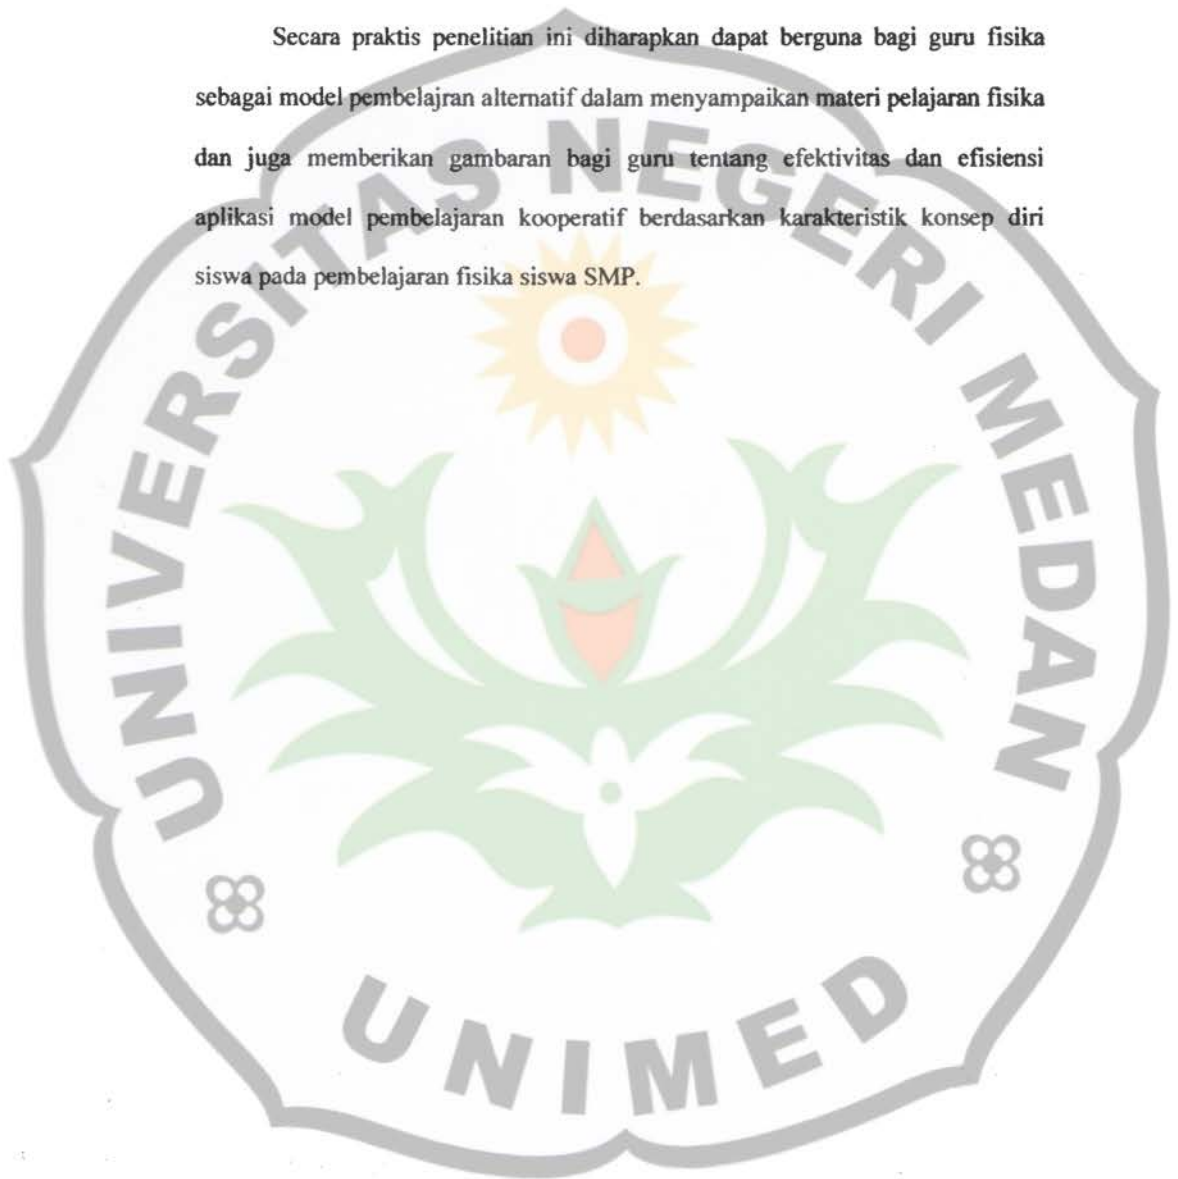 Secara praktis penelitian ini diharapkan dapat berguna bagi guru fisika
sebagai model pembelajran alternatif dalam menyampaikan materi pelajaran fisika
dan juga memberikan gambaran bagi guru tentang efektivitas dan efisiensi
aplikasi model pembelajaran kooperatif berdasarkan karakteristik konsep diri
siswa pada pembelajaran fisika siswa SMP.
UNIVERSITAS NEGERI MEDAN
UNIMED